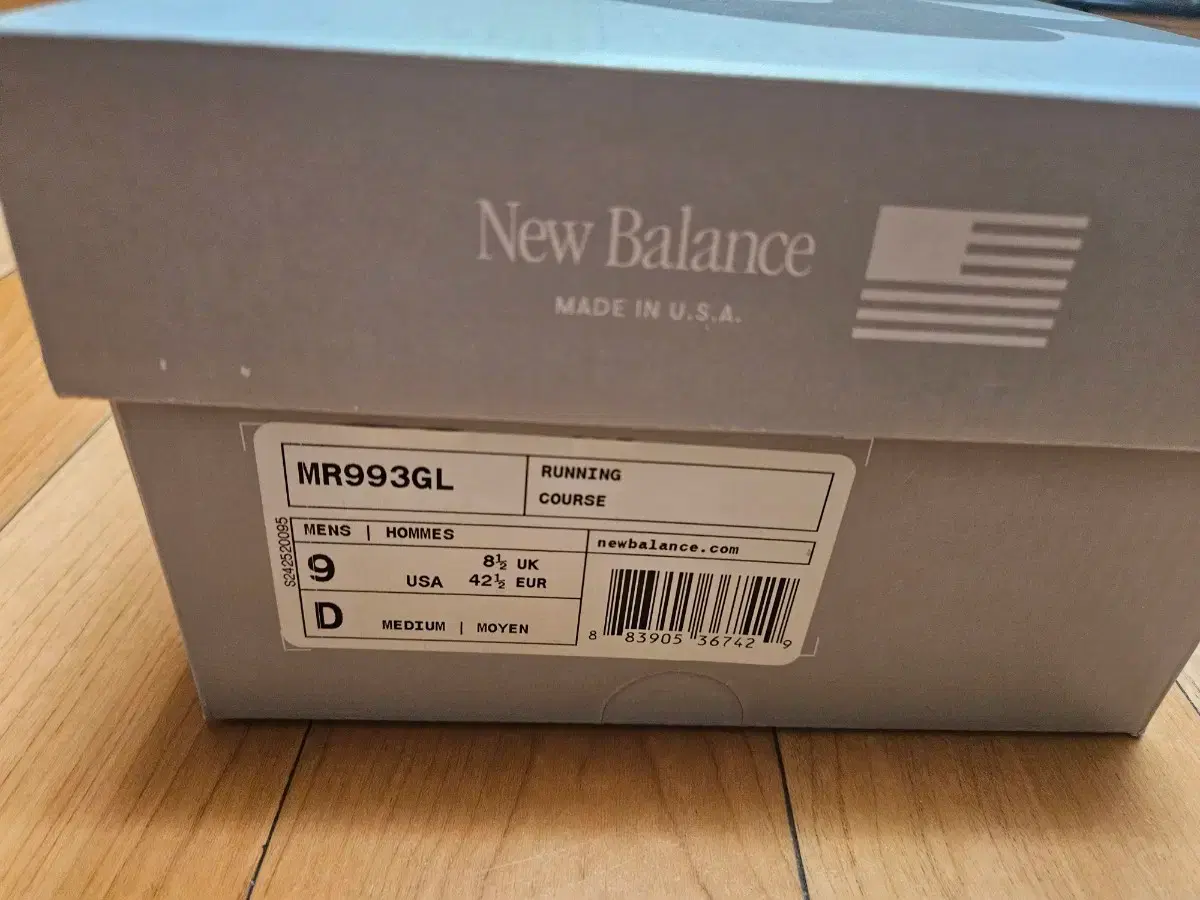 New Balance
MADE IN U.S.A.
MR993GL
RUNNING
COURSE
S242520095
MENS | HOMMES
9 USA
8½ UK
42½ EUR
D MEDIUM | MOYEN
newbalance.com
8 83905 36742 9